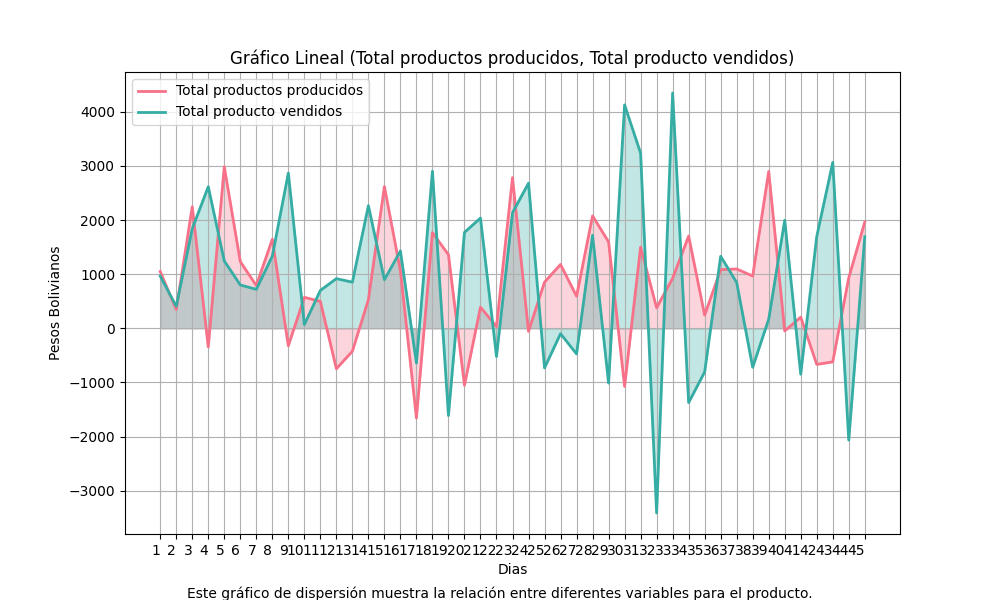 Gráfico Lineal (Total productos producidos, Total producto vendidos)
Total productos producidos
Total producto vendidos
4000
3000
2000
1000
0
−1000
−2000
−3000
Pesos Bolivianos
1 2 3 4 5 6 7 8 9 10 11 12 13 14 15 16 17 18 19 20 21 22 23 24 25 26 27 28 29 30 31 32 33 34 35 36 37 38 39 40 41 42 43 44 45
Dias
Este gráfico de dispersión muestra la relación entre diferentes variables para el producto.